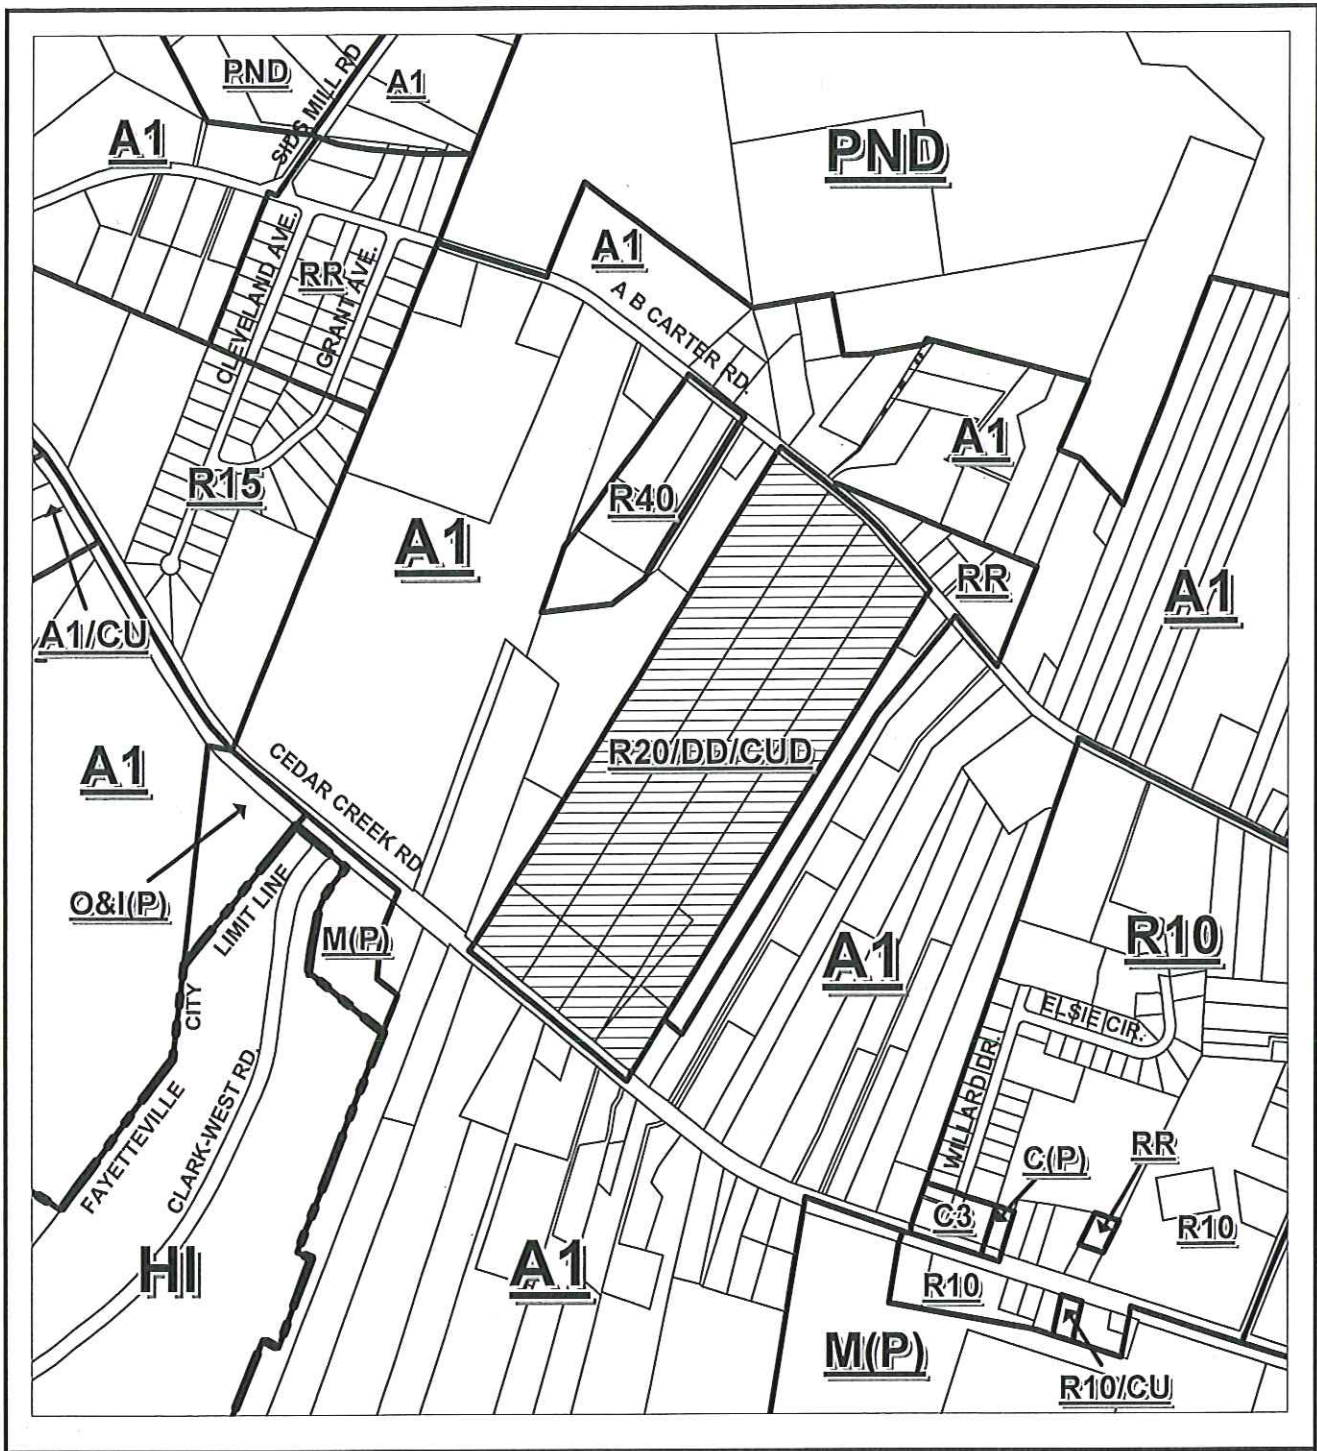 PND
A1
SIDS MILL RD
A1
PND
A1
CLEVELAND AVE.
RR
GRANT AVE.
A B CARTER RD.
A1
R15
R40
A1
RR
A1
A1/CU
R20/DD/CUD
A1
CEDAR CREEK RD
O&I(P)
LIMIT LINE
M(P)
A1
R10
CITY
ELSIE CIR.
WILLARD DR.
FAYETTEVILLE
CLARK-WEST RD.
C(P)
RR
C3
R10
HI
A1
R10
M(P)
R10/CU